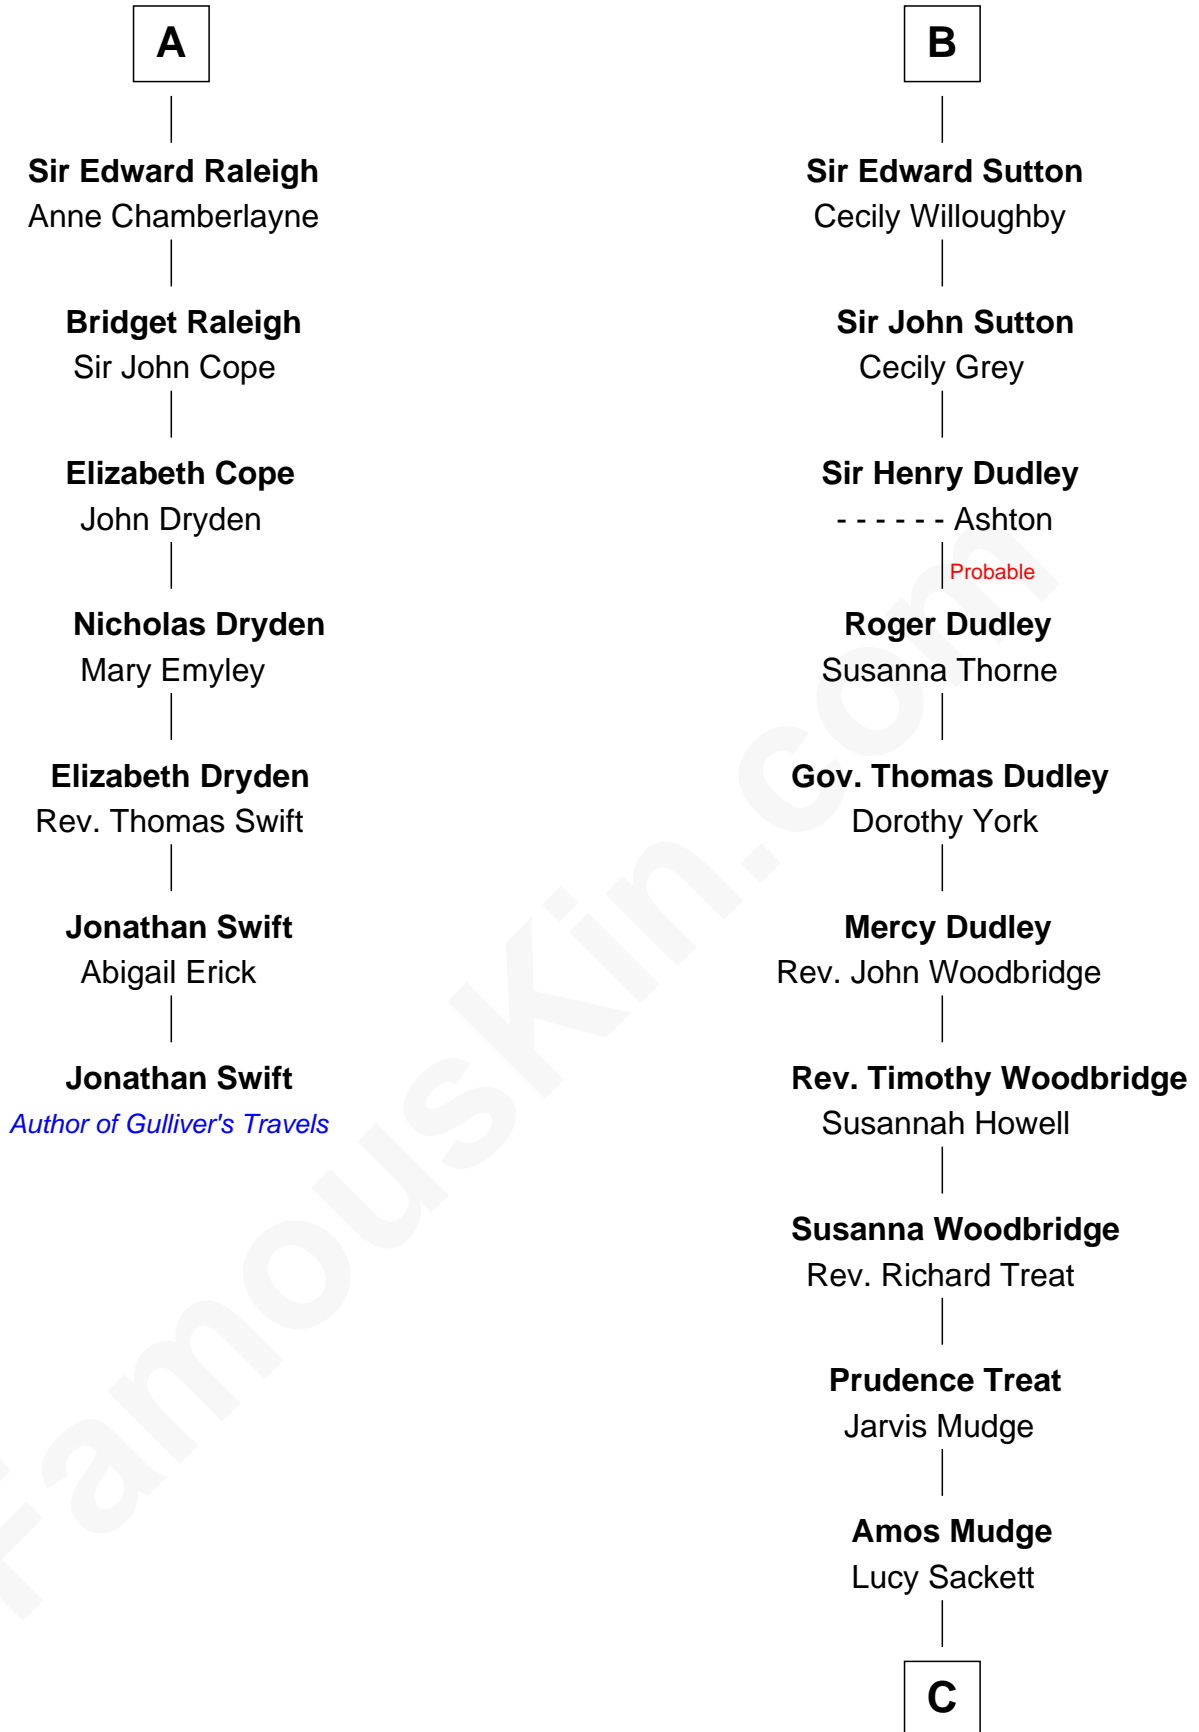 A
Sir Edward Raleigh
Anne Chamberlayne
Bridget Raleigh
Sir John Cope
Elizabeth Cope
John Dryden
Nicholas Dryden
Mary Emyley
Elizabeth Dryden
Rev. Thomas Swift
Jonathan Swift
Abigail Erick
Jonathan Swift
Author of Gulliver's Travels
B
Sir Edward Sutton
Cecily Willoughby
Sir John Sutton
Cecily Grey
Sir Henry Dudley
- - - - - - Ashton
Probable
Roger Dudley
Susanna Thorne
Gov. Thomas Dudley
Dorothy York
Mercy Dudley
Rev. John Woodbridge
Rev. Timothy Woodbridge
Susannah Howell
Susanna Woodbridge
Rev. Richard Treat
Prudence Treat
Jarvis Mudge
Amos Mudge
Lucy Sackett
C
FamousKin.com